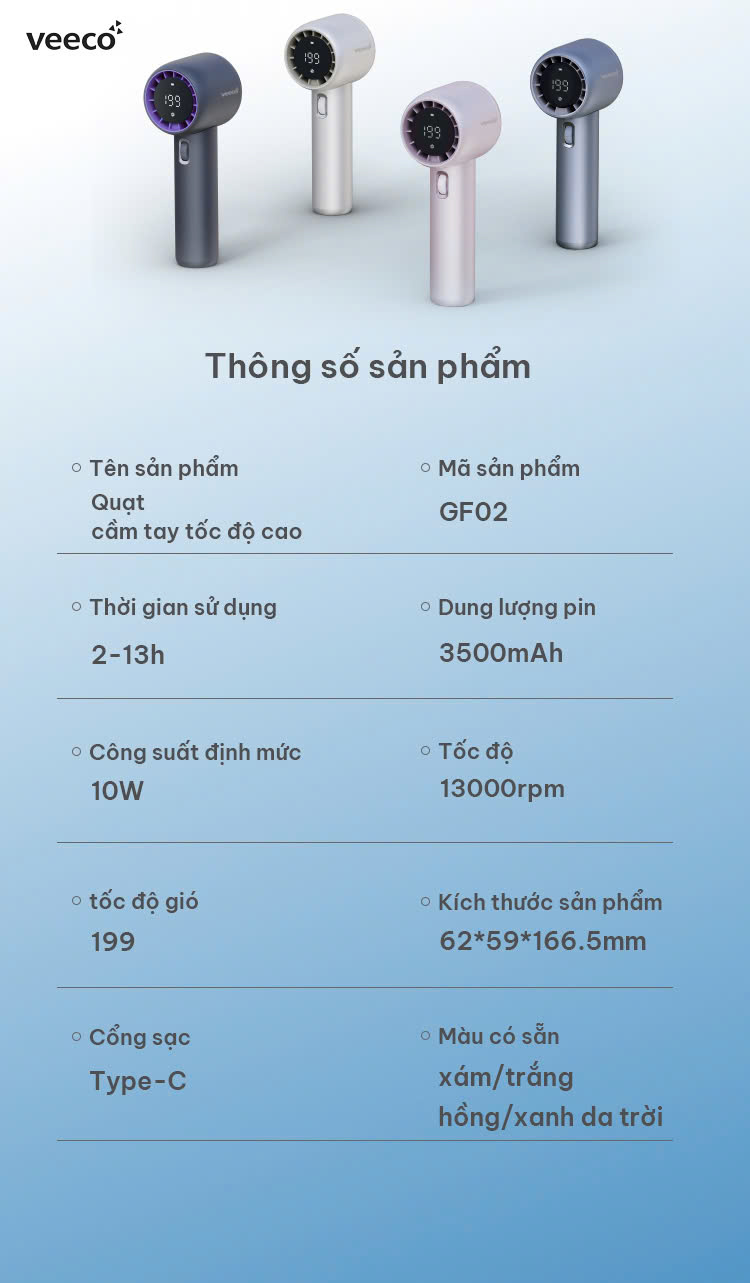 veeco
199
199
199
199
Thông số sản phẩm
Tên sản phẩm
Quạt
cầm tay tốc độ cao
Mã sản phẩm
GF02
Thời gian sử dụng
2-13h
Dung lượng pin
3500mAh
Công suất định mức
10W
Tốc độ
13000rpm
tốc độ gió
199
Kích thước sản phẩm
62*59*166.5mm
Cổng sạc
Type-C
Màu có sẵn
xám/trắng
hồng/xanh da trời